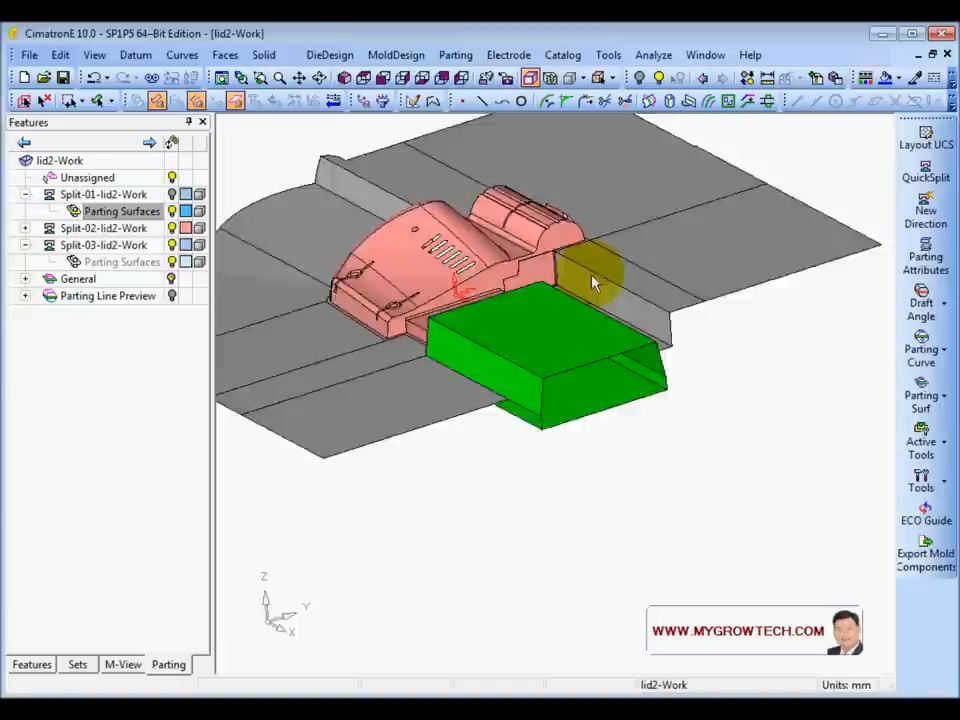 CimatronE 10.0 - SP1P5 64-Bit Edition - [lid2-Work]
File Edit View Datum Curves Faces Solid DieDesign MoldDesign Parting Electrode Catalog Tools Analyze Window Help
Features
lid2-Work
Unassigned
Split-01-lid2-Work
Parting Surfaces
Split-02-lid2-Work
Split-03-lid2-Work
Parting Surfaces
General
Parting Line Preview
Features Sets M-View Parting
Z
Y
X
WWW.MYGROWTECH.COM
lid2-Work Units: mm
Layout UCS
QuickSplit
New
Direction
Parting
Attributes
Draft
Angle
Parting
Curve
Parting
Surf
Active
Tools
Tools
ECO Guide
Export Mold
Components